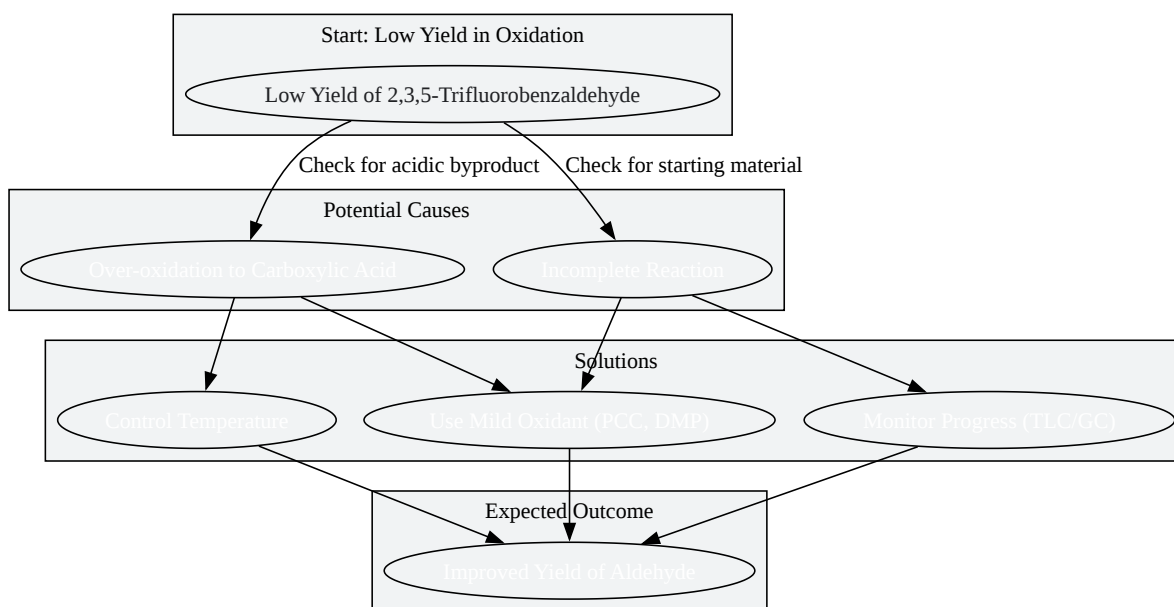 Start: Low Yield in Oxidation
Low Yield of 2,3,5-Trifluorobenzaldehyde
Check for acidic byproduct
Check for starting material
Potential Causes
Over-oxidation to Carboxylic Acid
Incomplete Reaction
Solutions
Control Temperature
Use Mild Oxidant (PCC, DMP)
Monitor Progress (TLC/GC)
Expected Outcome
Improved Yield of Aldehyde